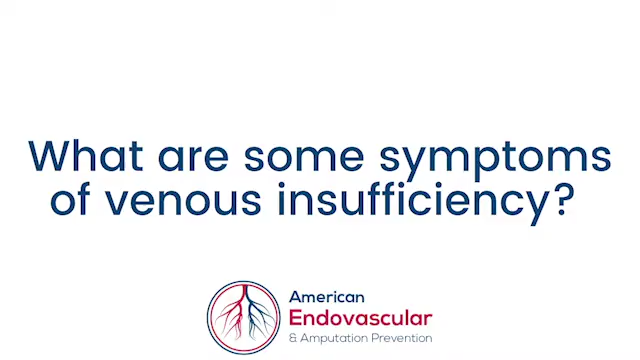 What are some symptoms
of venous insufficiency?
American
Endovascular
& Amputation Prevention